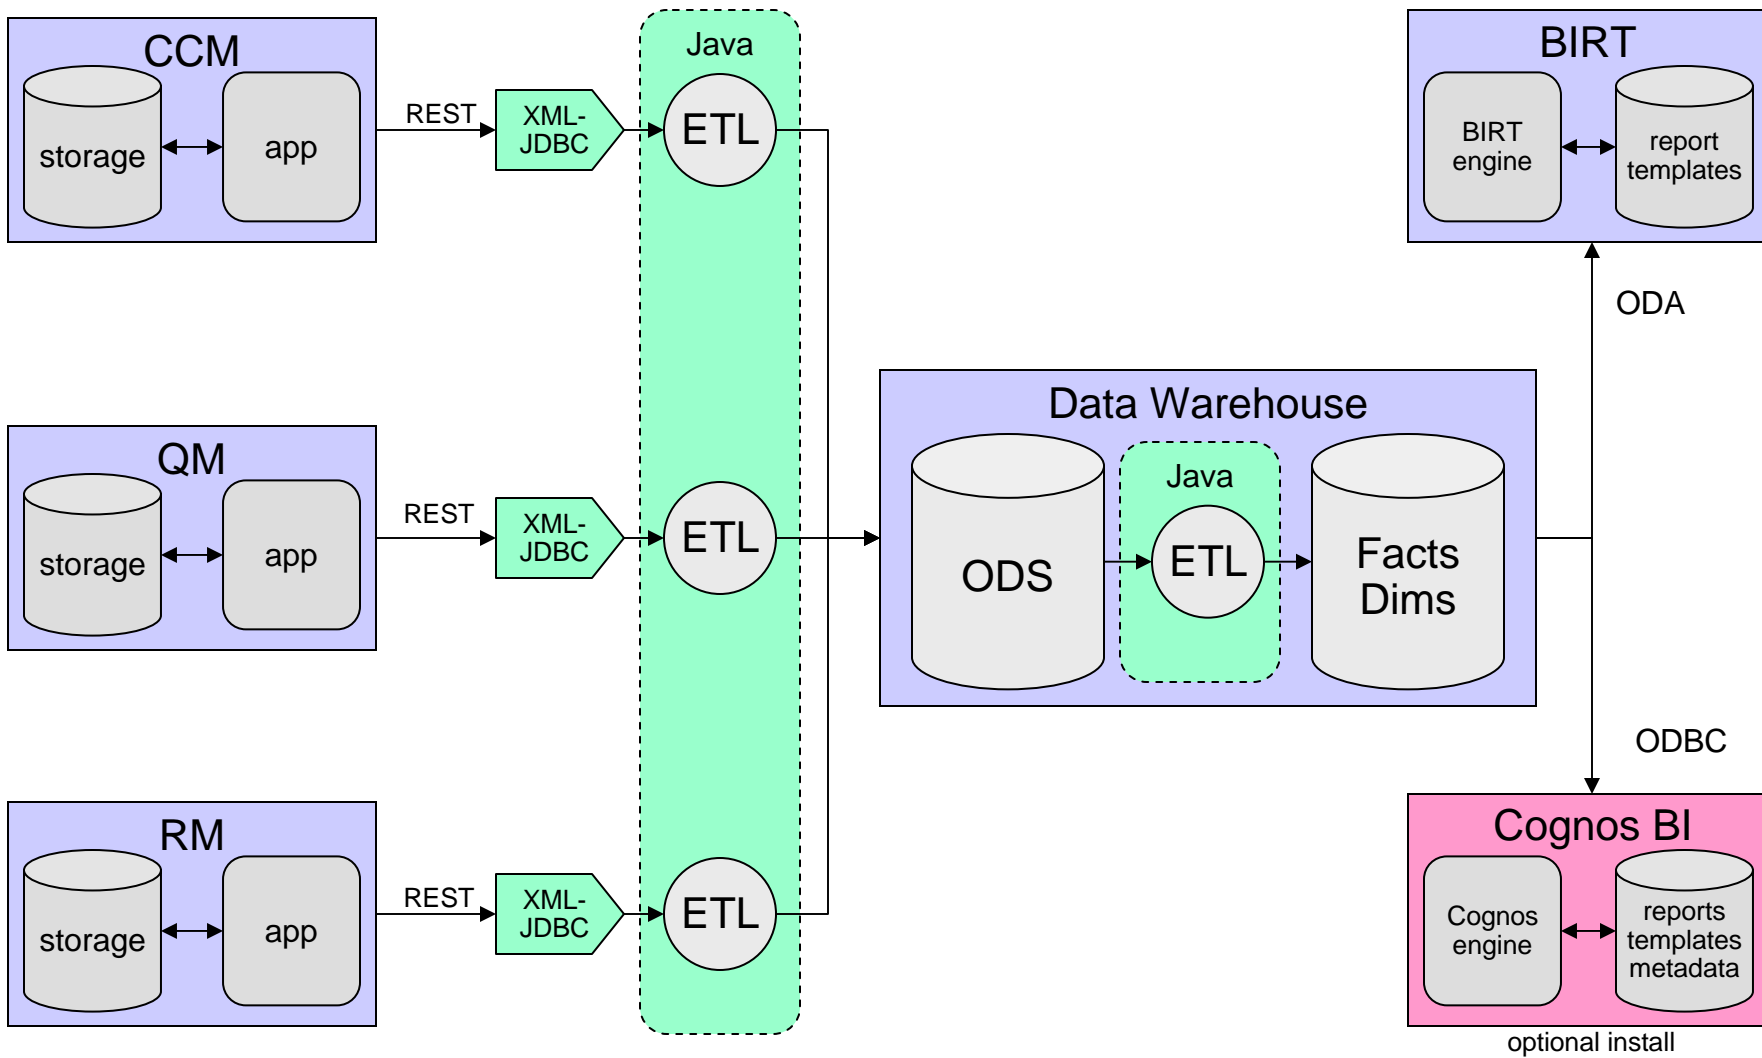 CCM
storage
app
REST
XML-
JDBC
Java
ETL
QM
storage
app
REST
XML-
JDBC
ETL
RM
storage
app
REST
XML-
JDBC
ETL
Data Warehouse
ODS
Java
ETL
Facts
Dims
BIRT
BIRT
engine
report
templates
ODA
ODBC
Cognos BI
Cognos
engine
reports
templates
metadata
optional install